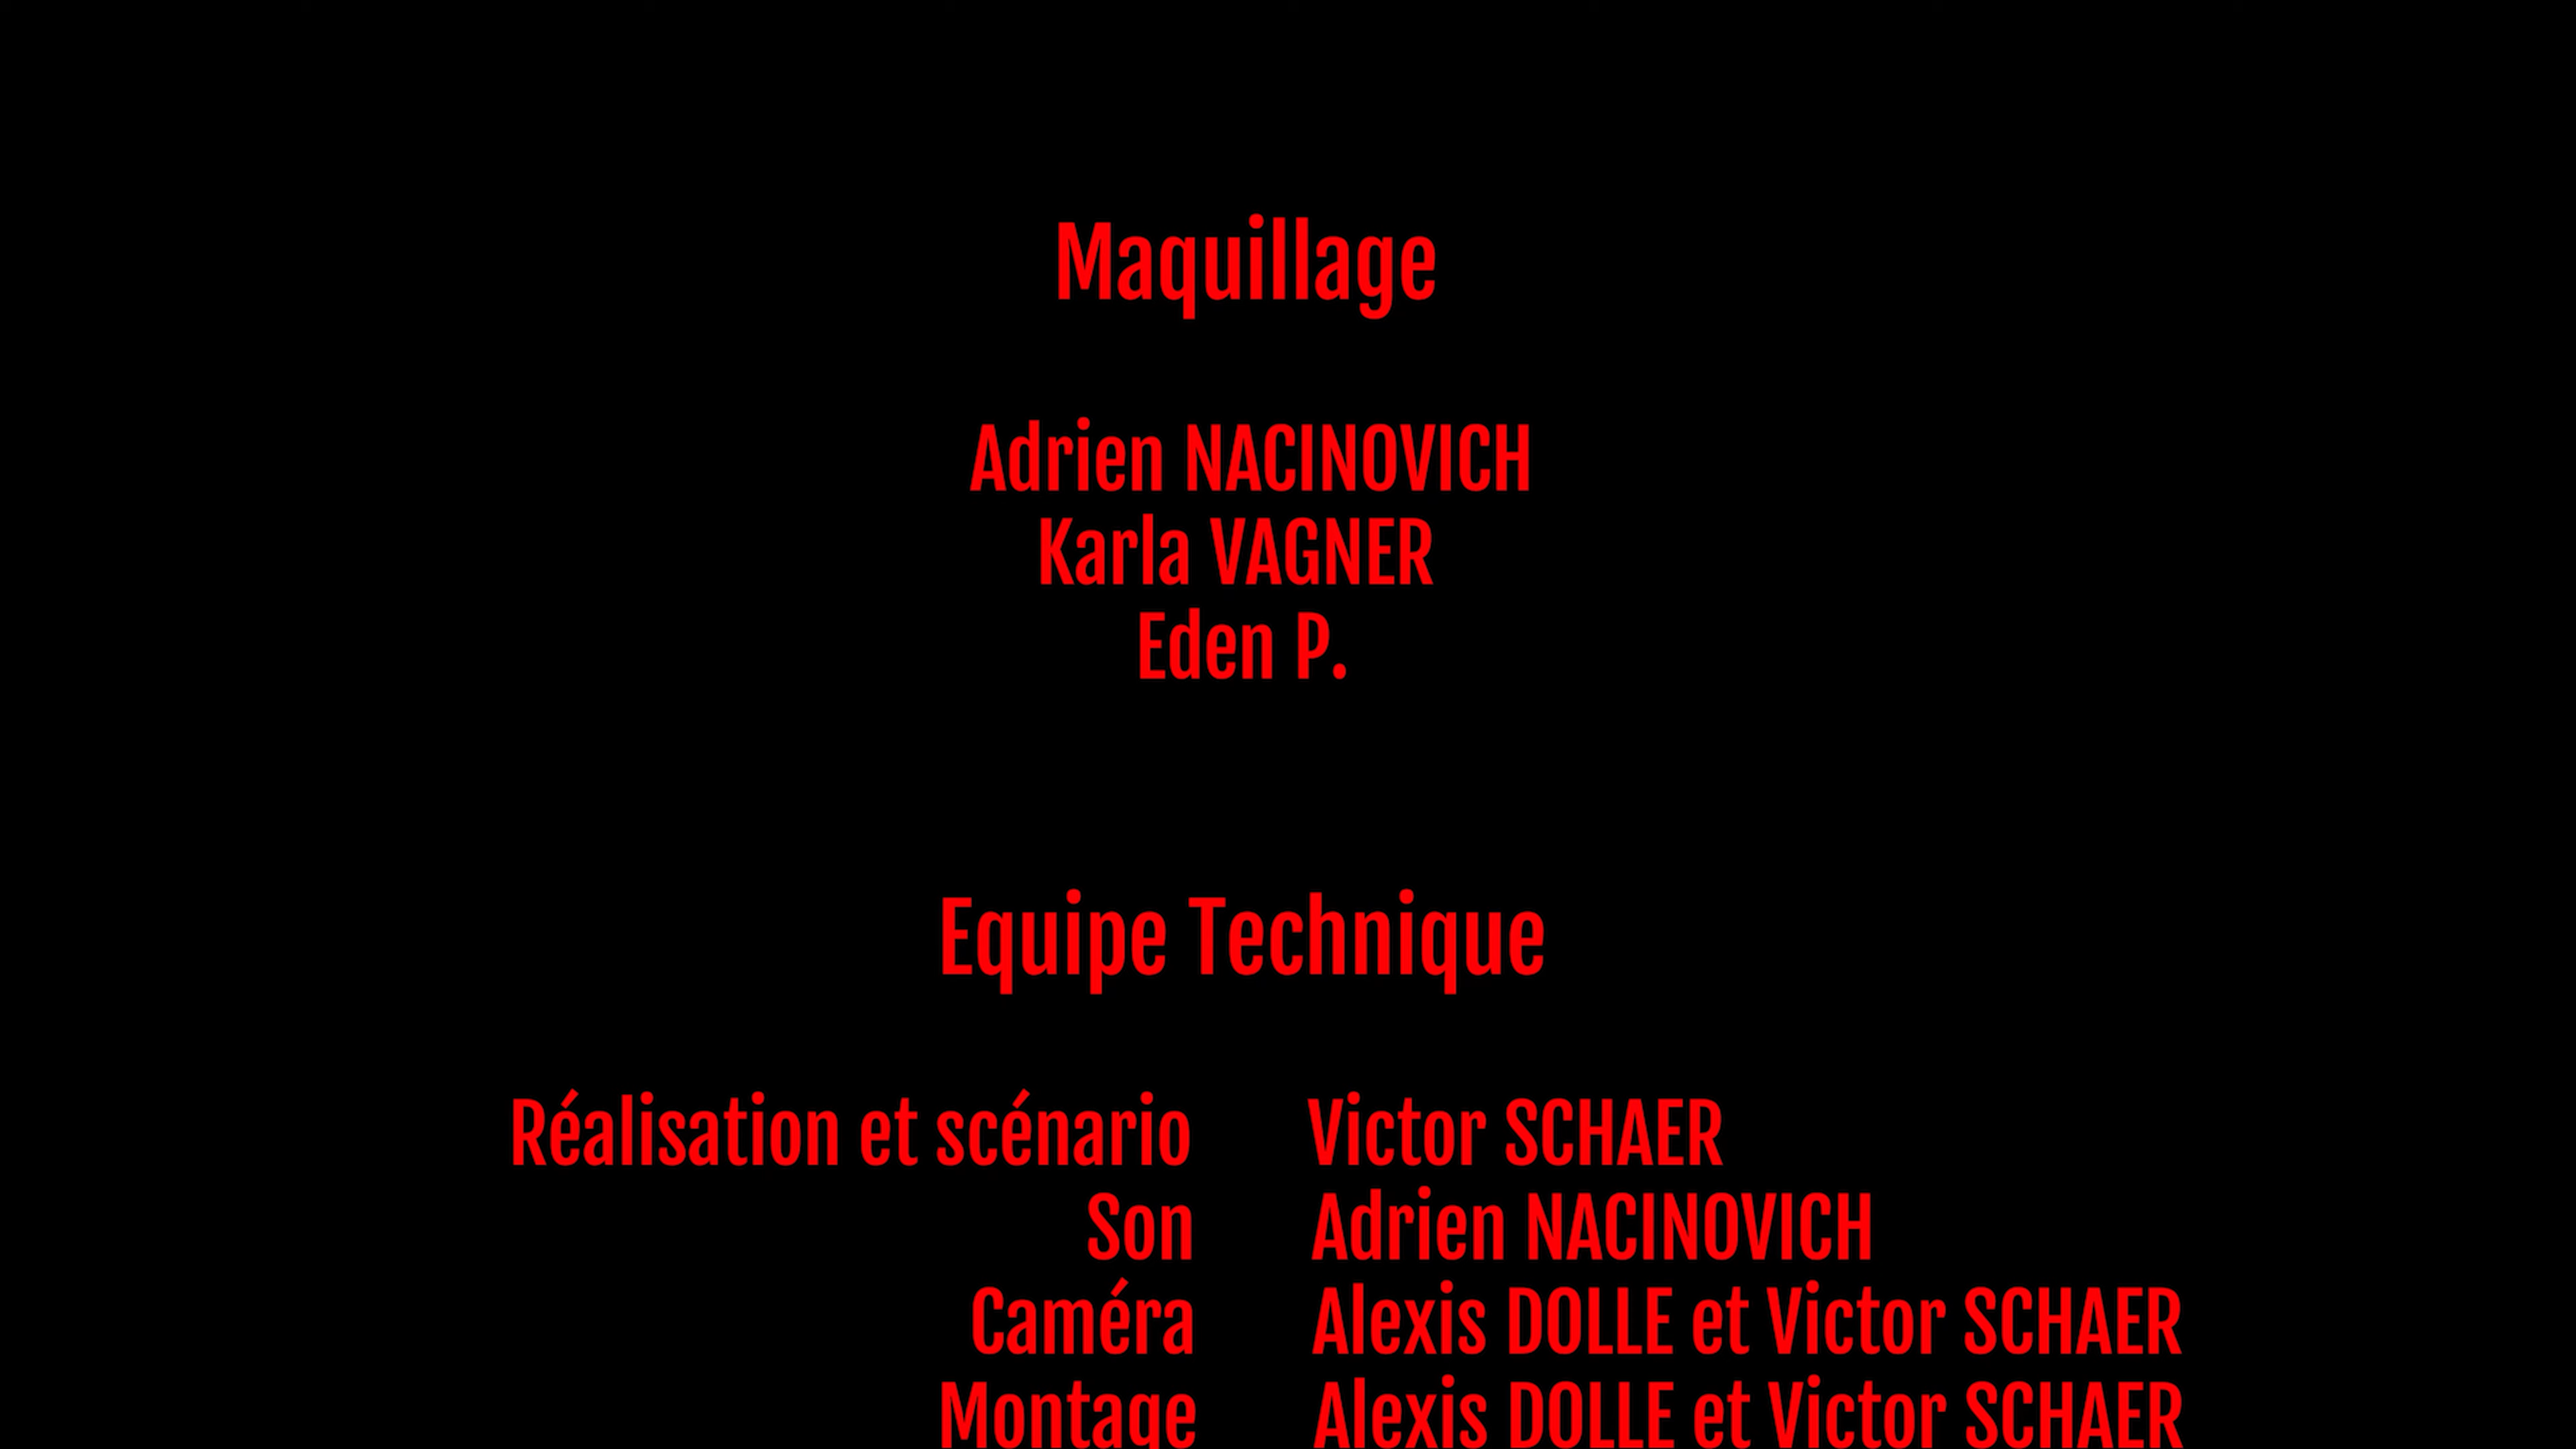 Maquillage
Adrien NACINOVICH
Karla VAGNER
Eden P.
Equipe Technique
Réalisation et scénario Victor SCHAER
Son Adrien NACINOVICH
Caméra Alexis DOLLE et Victor SCHAER
Montage Alexis DOLLE et Victor SCHAER